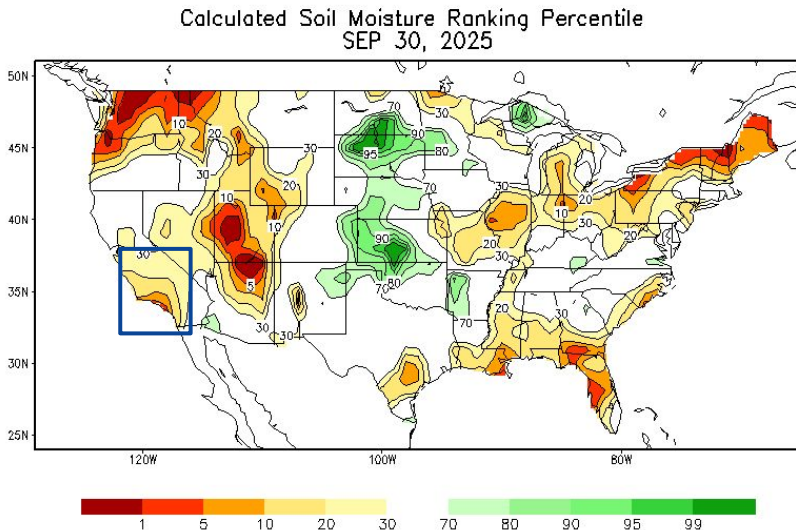 Calculated Soil Moisture Ranking Percentile
SEP 30, 2025
50N
45N
40N
35N
30N
25N
120W 100W 80W
10 20 30 30 20 10 10 5 30 30 30
70 90 95 80 70 90 80 70 70
30 30 20 20 30 10 20 20 30 20
1 5 10 20 30 70 80 90 95 99